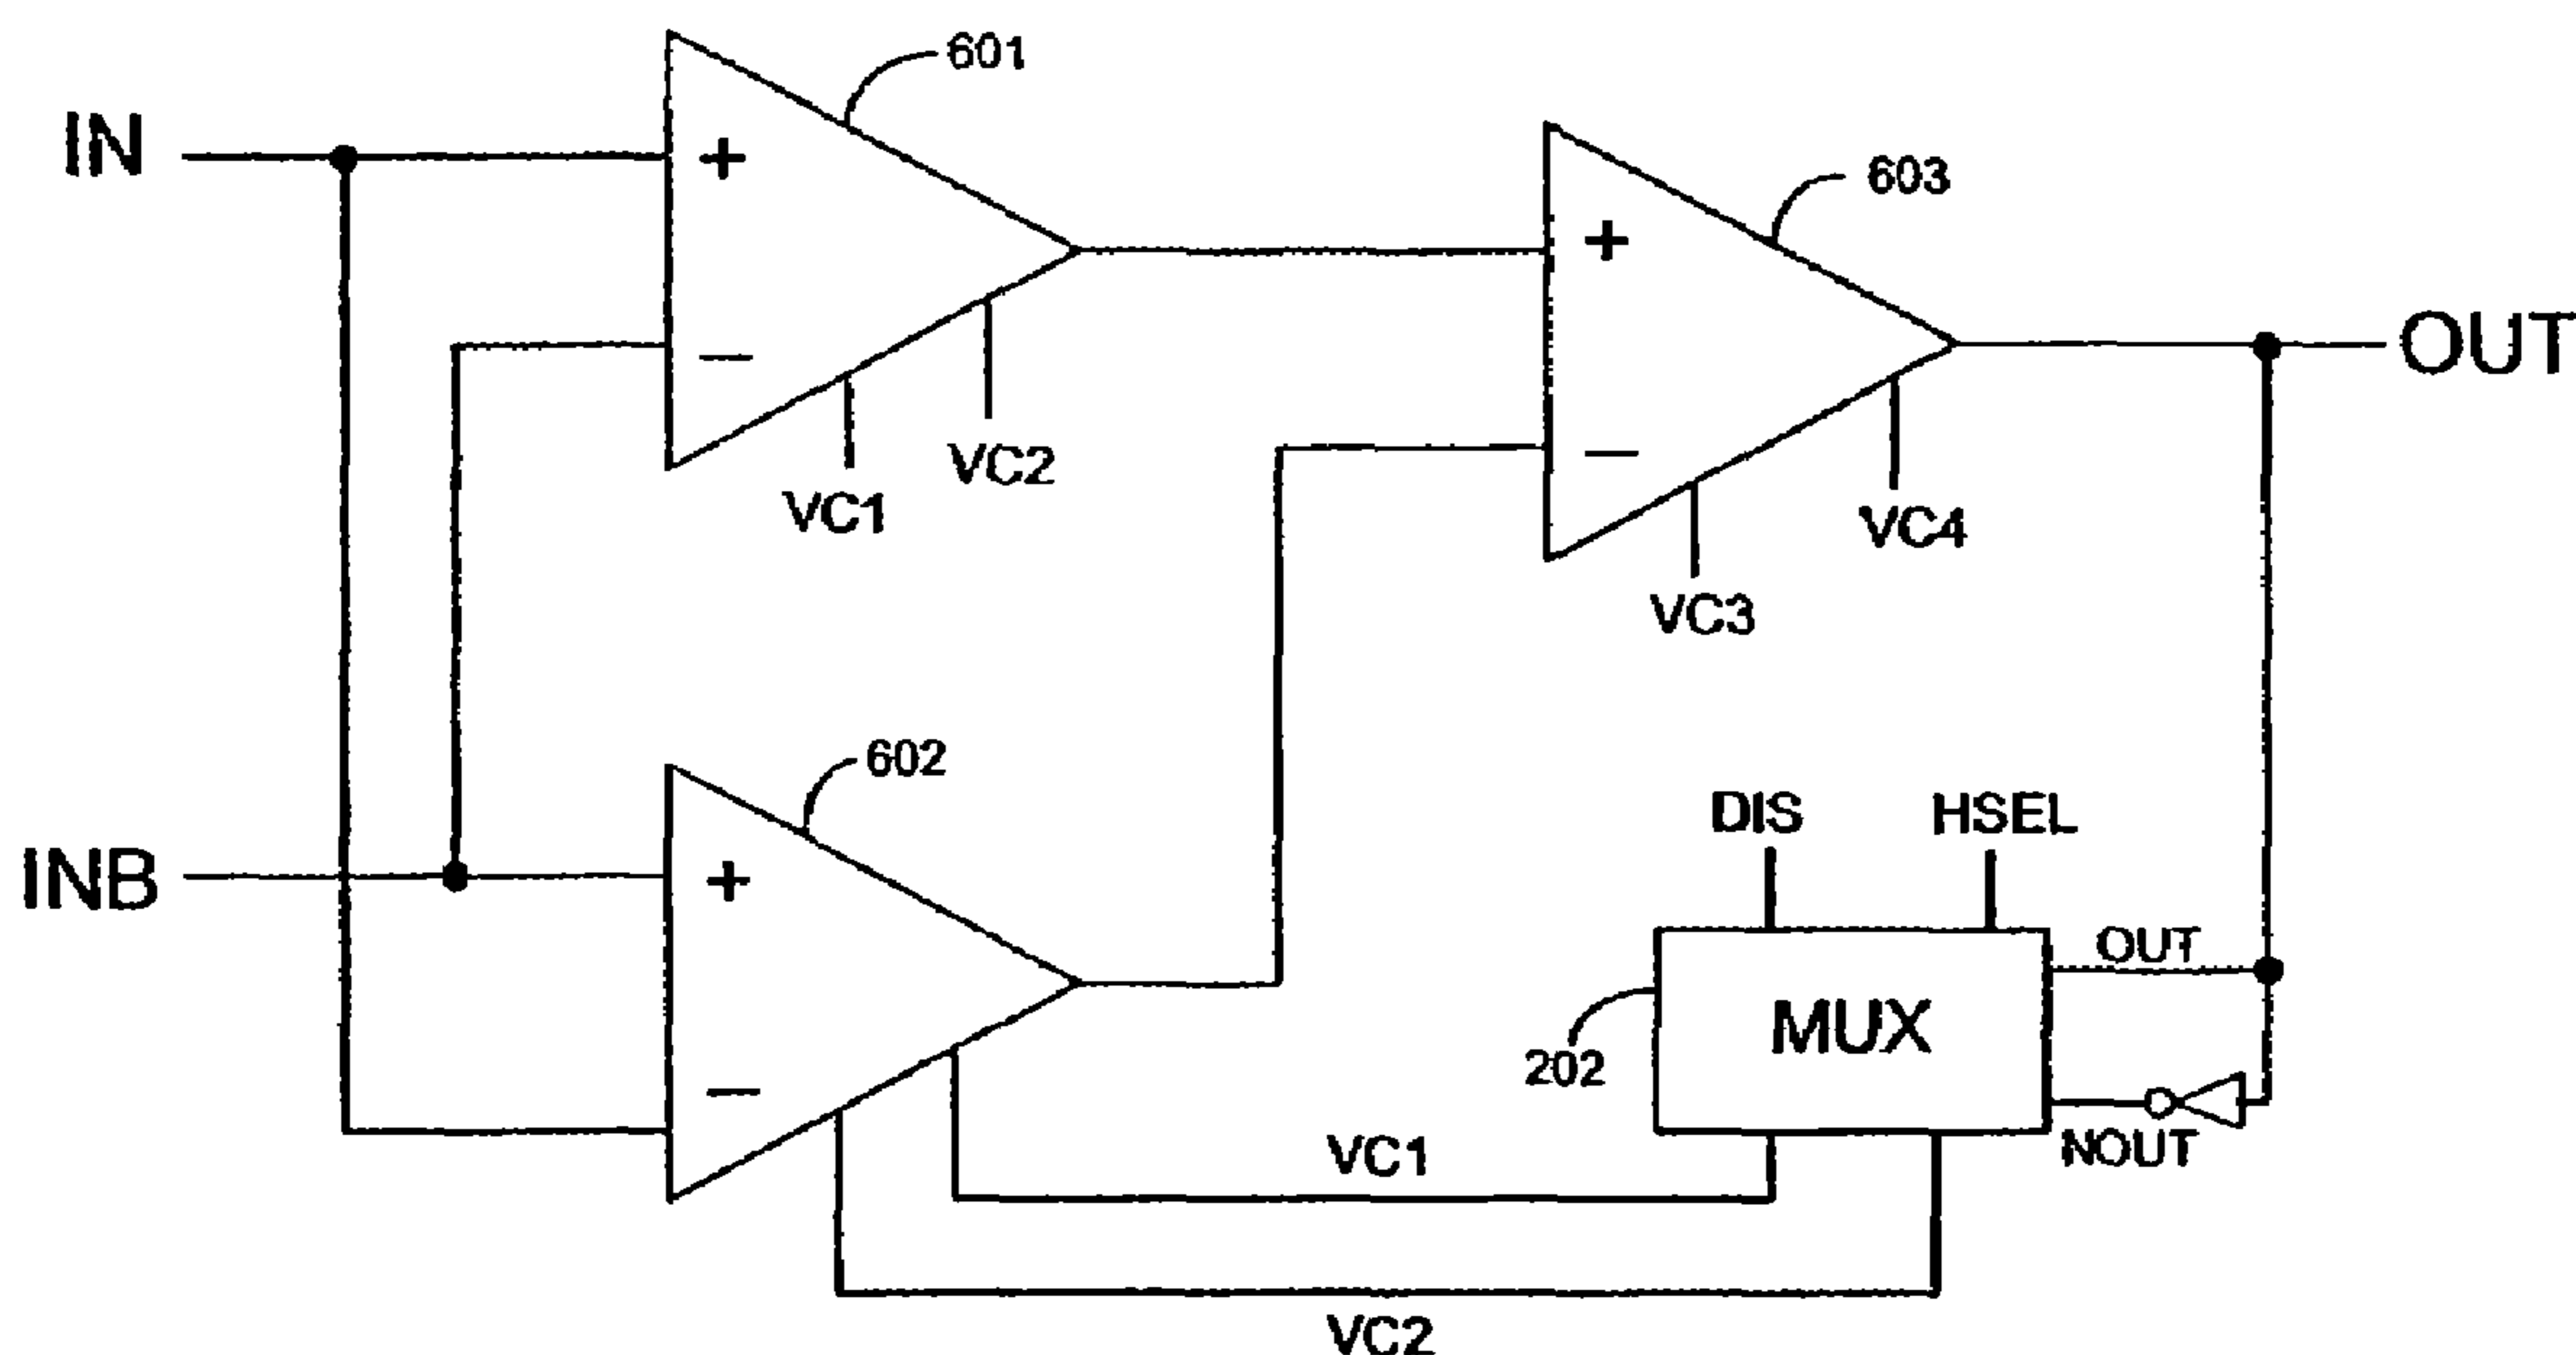 601
IN
+
603
+
–
OUT
–
VC2
VC1
VC4
VC3
602
DIS
HSEL
INB
+
OUT
MUX
202
–
NOUT
VC1
VC2